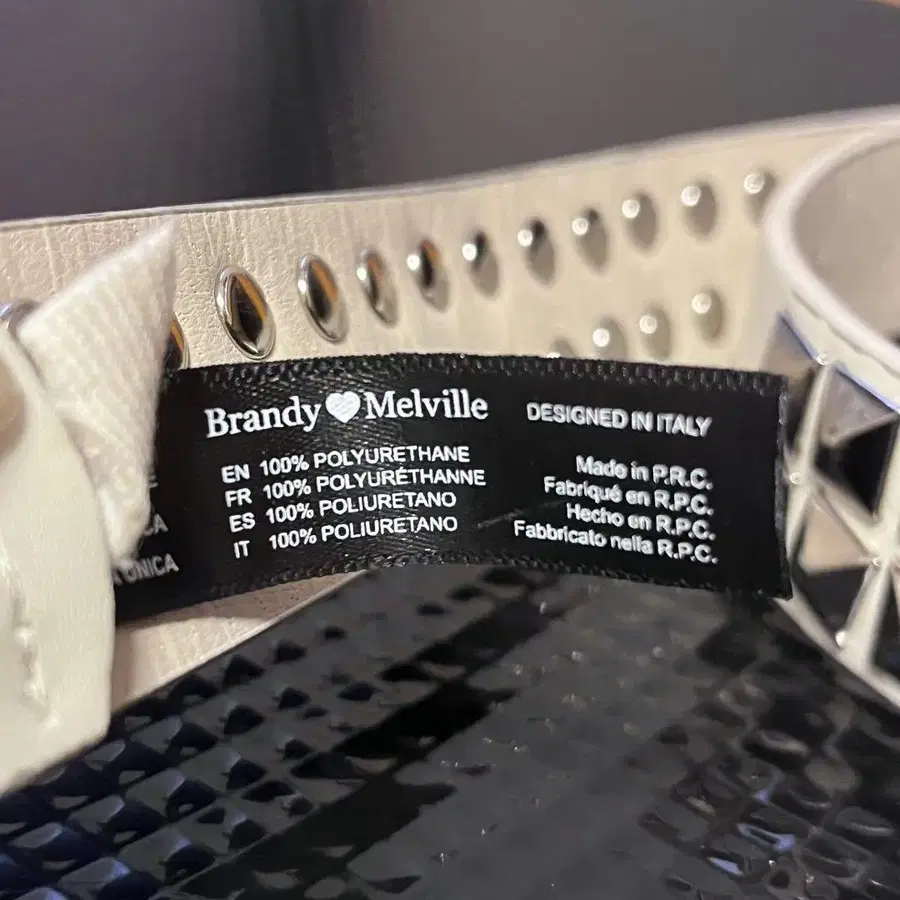 Brandy Melville
EN 100% POLYURETHANE
FR 100% POLYURÉTHANNE
ES 100% POLIURETANO
IT 100% POLIURETANO
DESIGNED IN ITALY
Made in P.R.C.
Fabriqué en R.P.C.
Hecho en R.P.C.
Fabbricato nella R.P.C.
UNICA